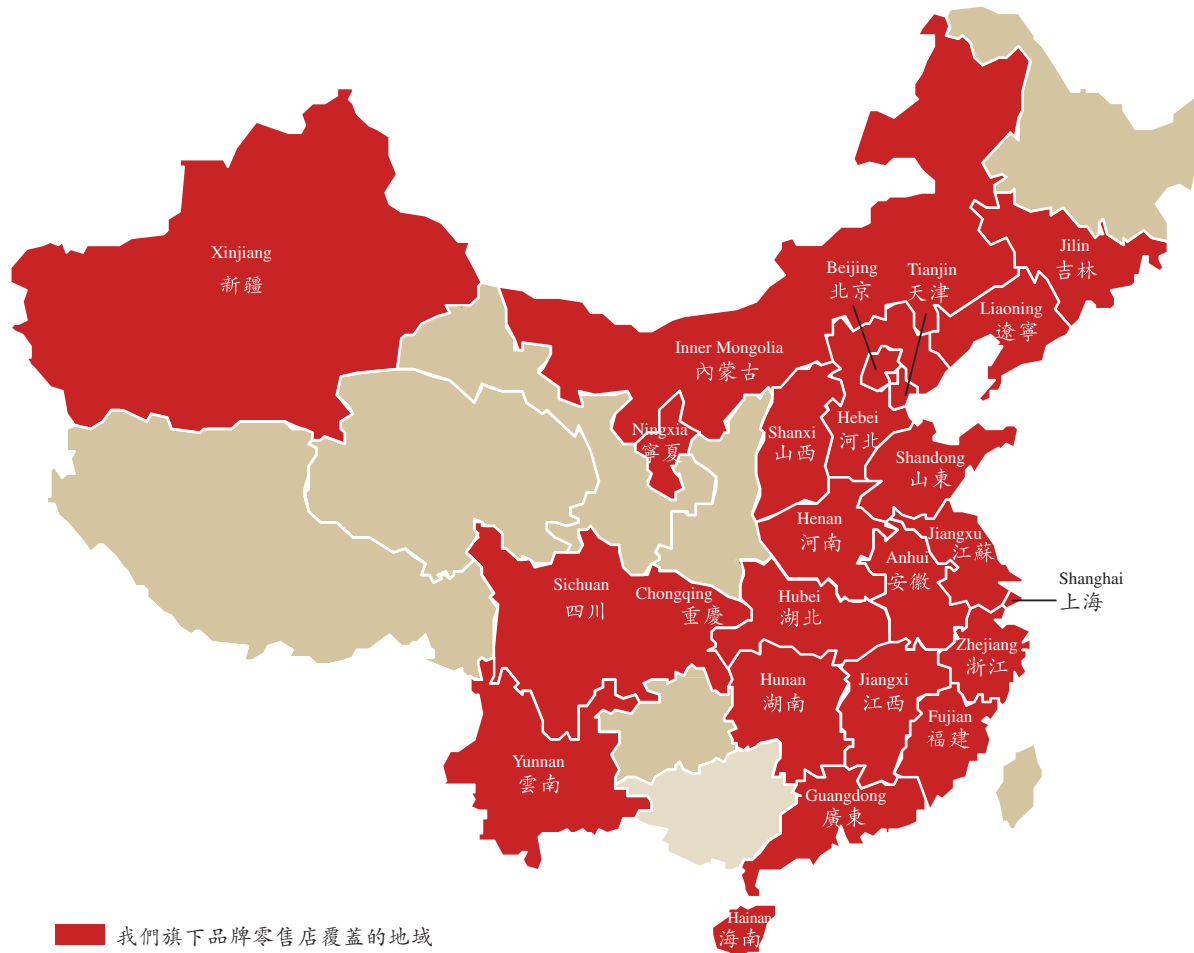 Xinjiang
新疆
Beijing
北京
Tianjin
天津
Jilin
吉林
Liaoning
遼寧
Inner Mongolia
內蒙古
Ningxia
寧夏
Shanxi
山西
Hebei
河北
Shandong
山東
Henan
河南
Jiangxu
江蘇
Anhui
安徽
Shanghai
上海
Sichuan
四川
Chongqing
重慶
Hubei
湖北
Zhejiang
浙江
Hunan
湖南
Jiangxi
江西
Fujian
福建
Yunnan
雲南
Guangdong
廣東
Hainan
海南
我們旗下品牌零售店覆蓋的地域